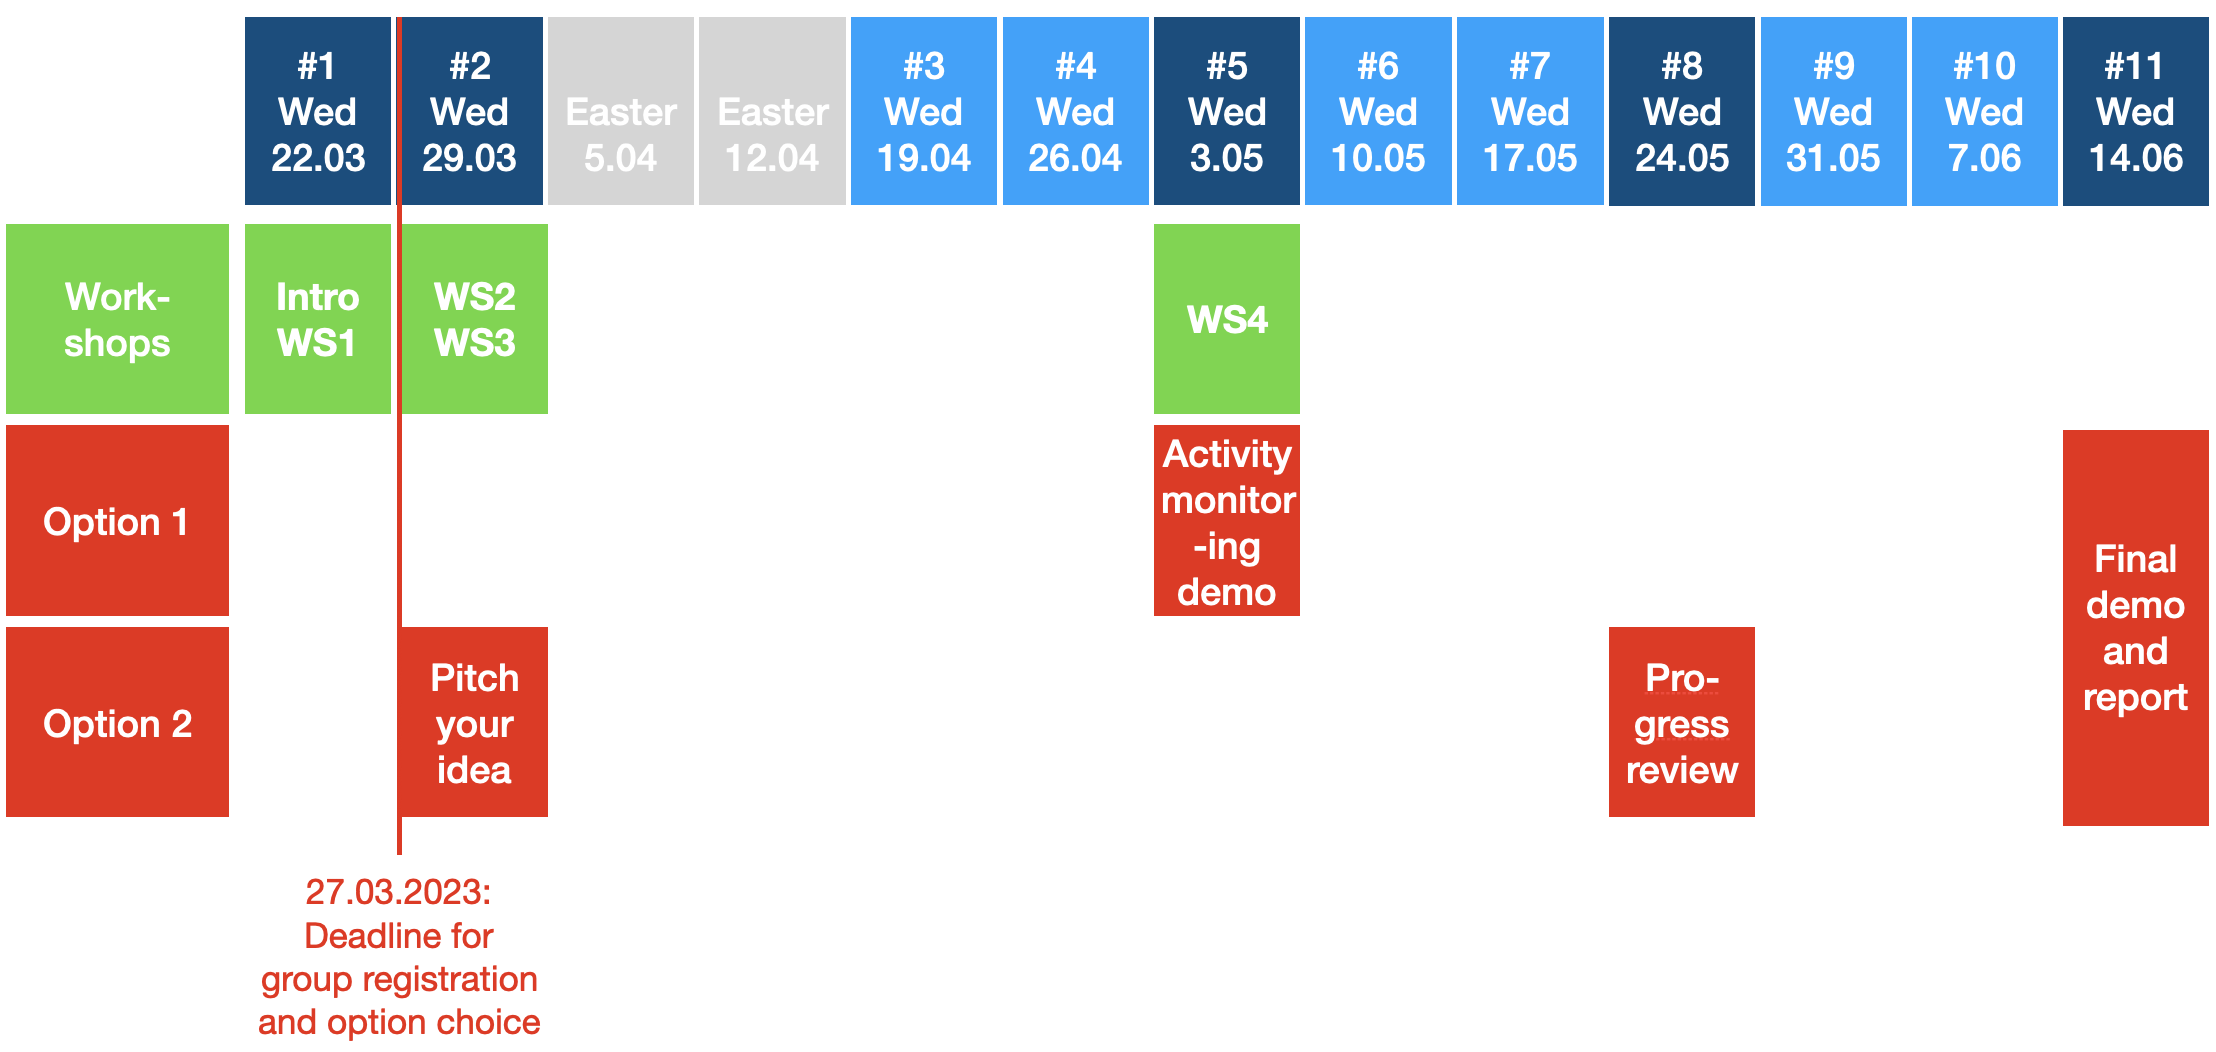 #1
Wed
22.03
#2
Wed
29.03
Easter
5.04
Easter
12.04
#3
Wed
19.04
#4
Wed
26.04
#5
Wed
3.05
#6
Wed
10.05
#7
Wed
17.05
#8
Wed
24.05
#9
Wed
31.05
#10
Wed
7.06
#11
Wed
14.06
Work-
shops
Intro
WS1
WS2
WS3
WS4
Option 1
Activity
monitor
-ing
demo
Final
demo
and
report
Option 2
Pitch
your
idea
Pro-
gress
review
27.03.2023:
Deadline for
group registration
and option choice